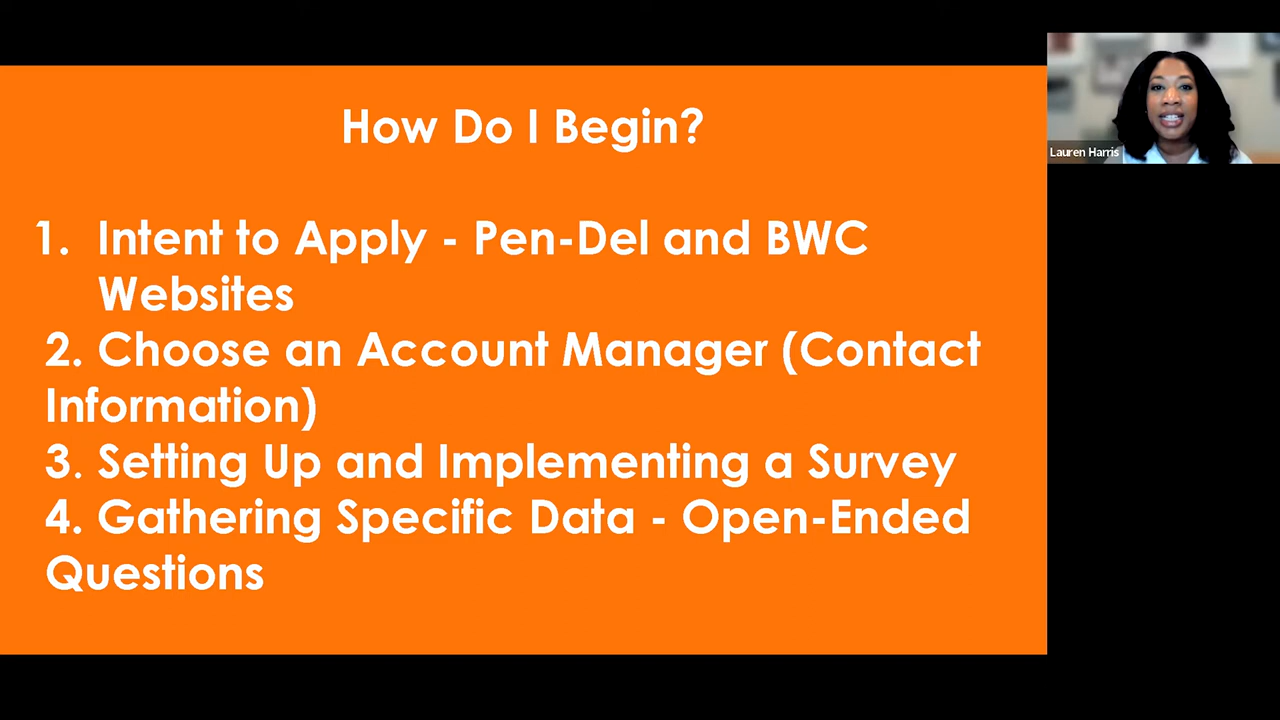 How Do I Begin?
1. Intent to Apply - Pen-Del and BWC
Websites
2. Choose an Account Manager (Contact
Information)
3. Setting Up and Implementing a Survey
4. Gathering Specific Data - Open-Ended
Questions
Lauren Harris